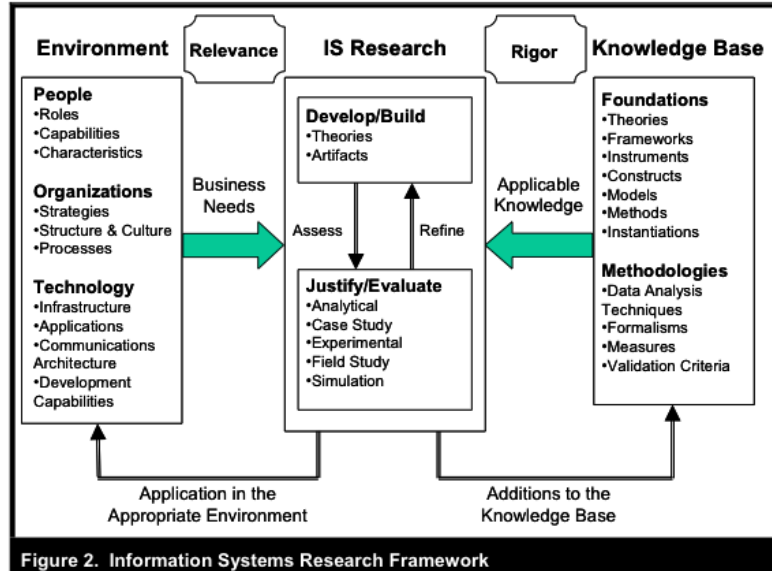 Environment
Relevance
IS Research
Rigor
Knowledge Base
People
•Roles
•Capabilities
•Characteristics
Organizations
•Strategies
•Structure & Culture
•Processes
Technology
•Infrastructure
•Applications
•Communications
Architecture
•Development
Capabilities
Business
Needs
Develop/Build
•Theories
•Artifacts
Assess
Refine
Justify/Evaluate
•Analytical
•Case Study
•Experimental
•Field Study
•Simulation
Applicable
Knowledge
Foundations
•Theories
•Frameworks
•Instruments
•Constructs
•Models
•Methods
•Instantiations
Methodologies
•Data Analysis
Techniques
•Formalisms
•Measures
•Validation Criteria
Application in the
Appropriate Environment
Additions to the
Knowledge Base
Figure 2. Information Systems Research Framework